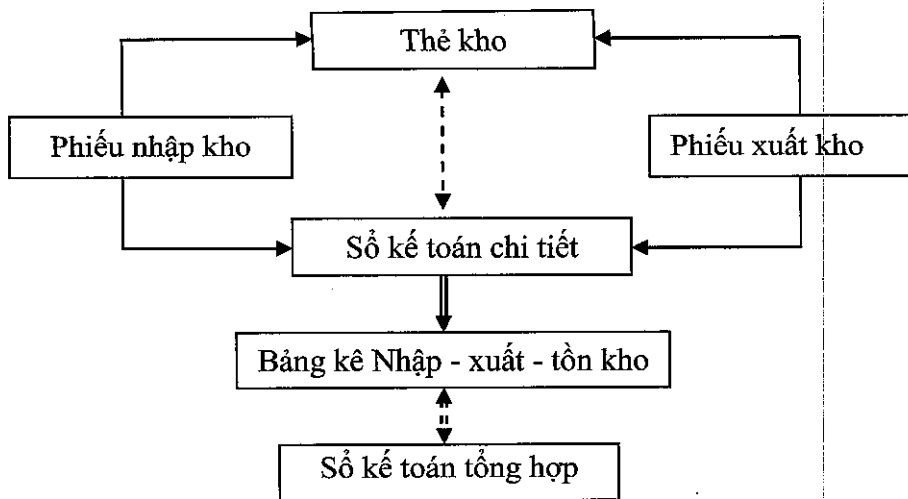 Thẻ kho
Phiếu nhập kho
Phiếu xuất kho
Sổ kế toán chi tiết
Bảng kê Nhập - xuất - tồn kho
Sổ kế toán tổng hợp